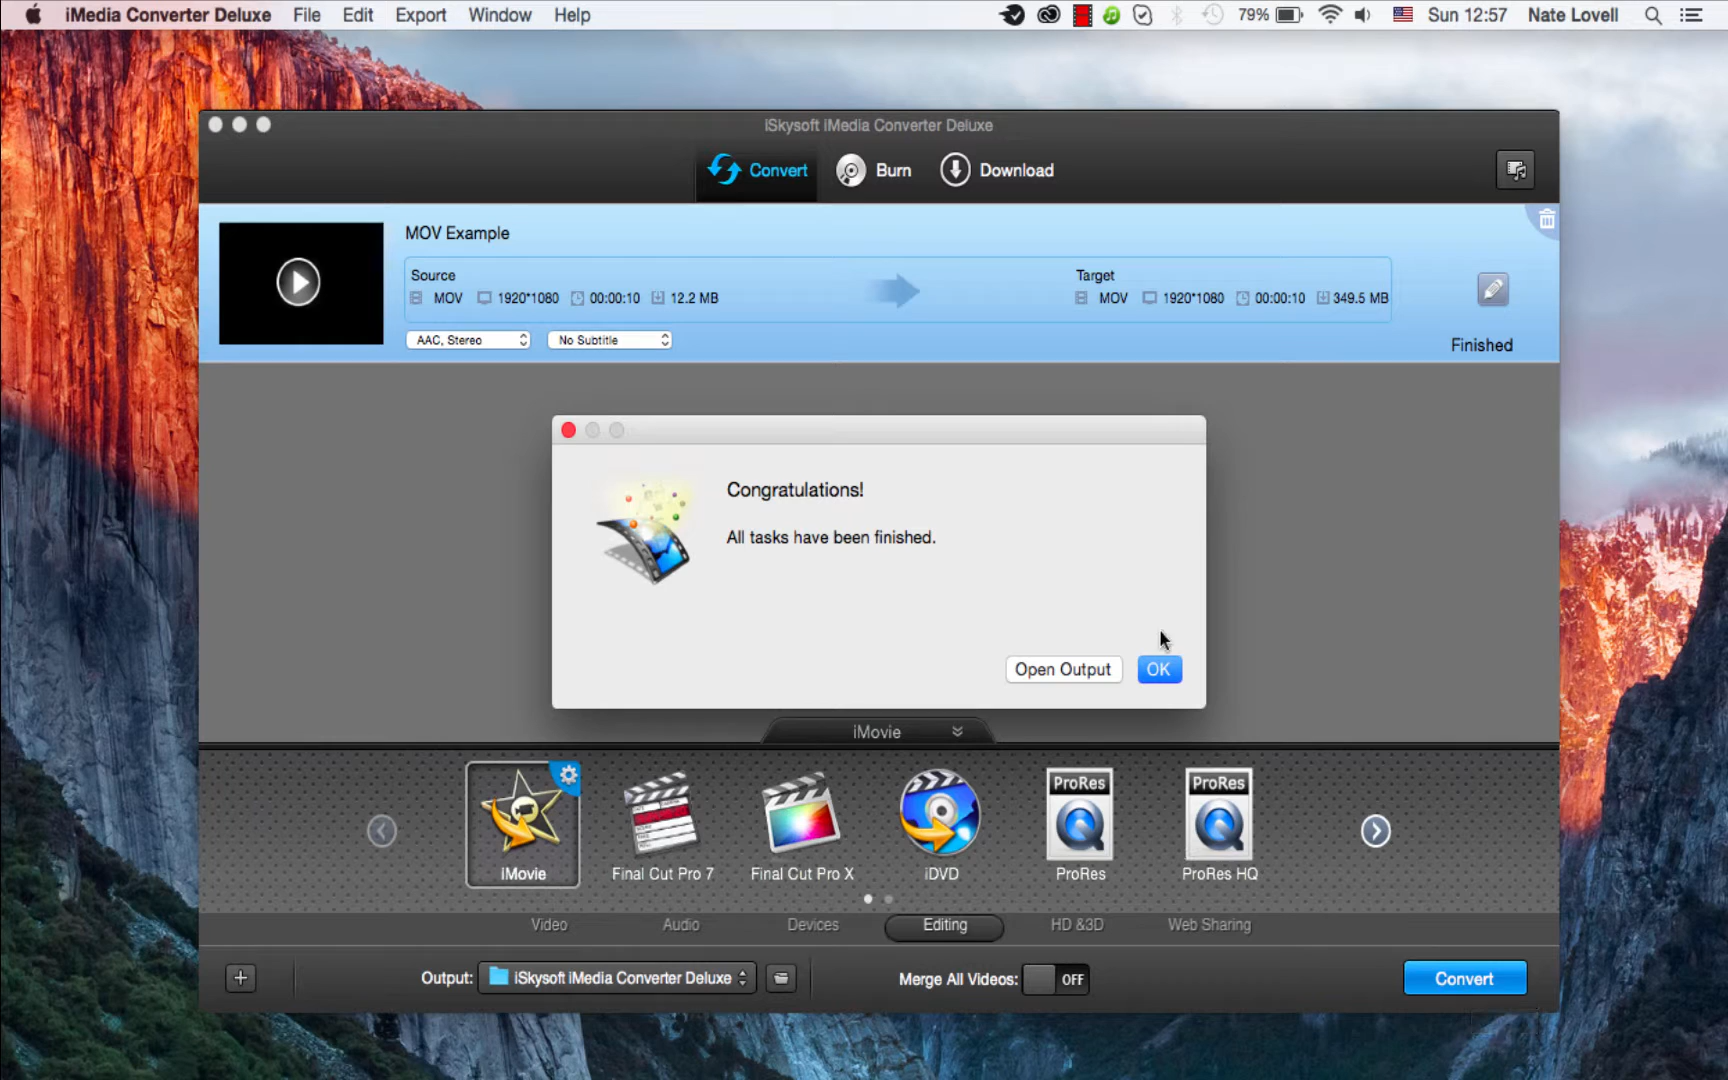 iMedia Converter Deluxe File Edit Export Window Help 79% Sun 12:57 Nate Lovell
iSkysoft iMedia Converter Deluxe
Convert Burn Download
MOV Example
Source Target
MOV 1920*1080 00:00:10 12.2 MB MOV 1920*1080 00:00:10 349.5 MB
AAC, Stereo No Subtitle
Finished
Congratulations!
All tasks have been finished.
Open Output OK
iMovie
ProRes ProRes
iMovie Final Cut Pro 7 Final Cut Pro X iDVD ProRes ProRes HQ
Video Audio Devices Editing HD &3D Web Sharing
Output: iSkysoft iMedia Converter Deluxe Merge All Videos: OFF Convert